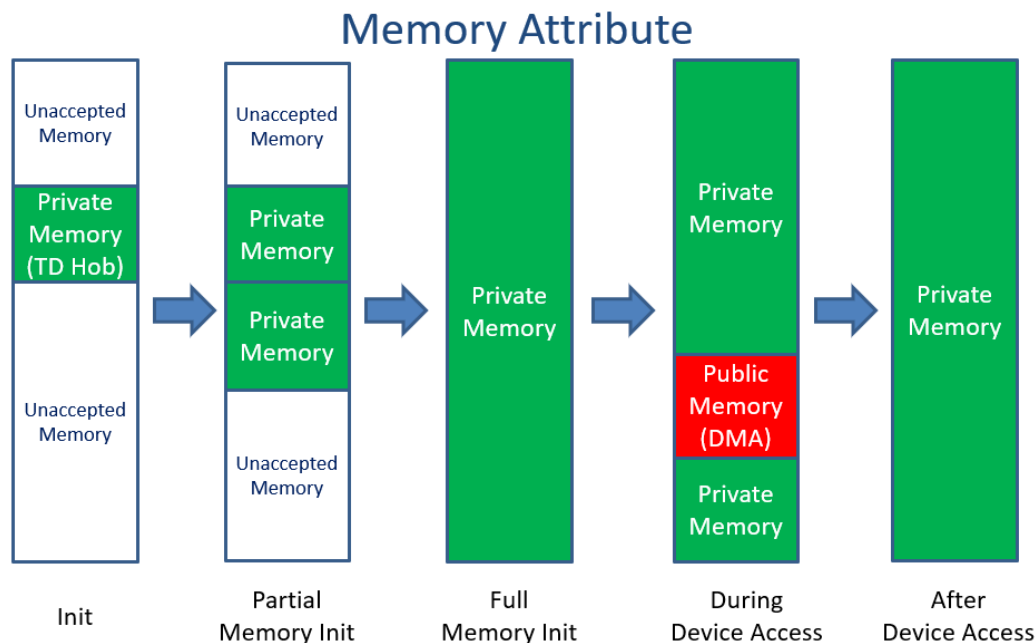 Memory Attribute
Unaccepted
Memory
Private
Memory
(TD Hob)
Unaccepted
Memory
Init
Unaccepted
Memory
Private
Memory
Private
Memory
Unaccepted
Memory
Partial
Memory Init
Private
Memory
Full
Memory Init
Private
Memory
Public
Memory
(DMA)
Private
Memory
During
Device Access
Private
Memory
After
Device Access